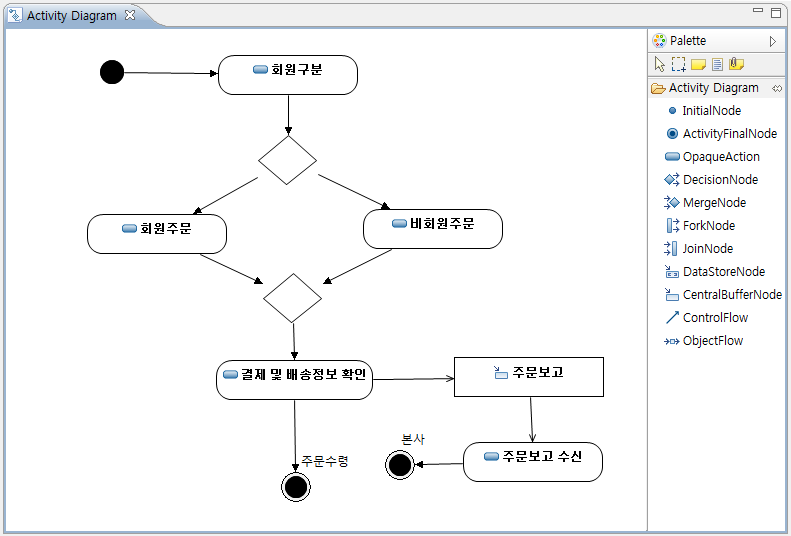 Activity Diagram
회원구분
회원주문
비회원주문
결제 및 배송정보 확인
주문보고
주문수령
본사
주문보고 수신
Palette
Activity Diagram
InitialNode
ActivityFinalNode
OpaqueAction
DecisionNode
MergeNode
ForkNode
JoinNode
DataStoreNode
CentralBufferNode
ControlFlow
ObjectFlow